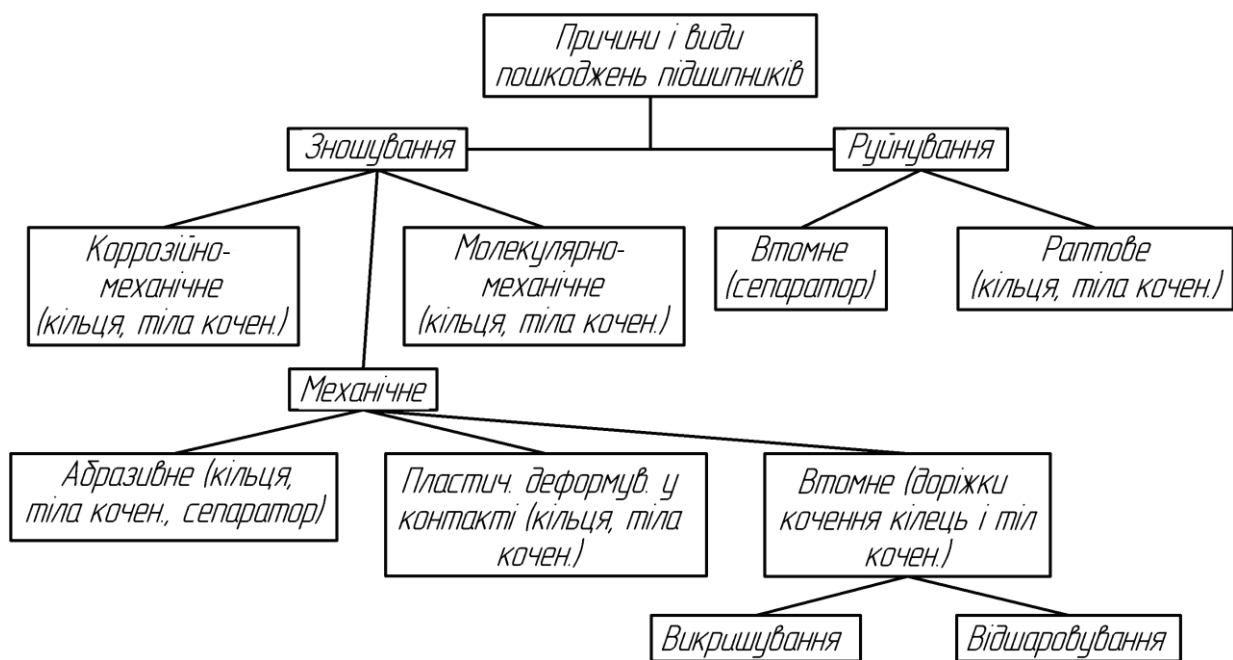 Причини і види
пошкоджень підшипників
Зношування
Руйнування
Коррозійно-
механічне
(кільця, тіла кочен.)
Молекулярно-
механічне
(кільця, тіла кочен.)
Втомне
(сепаратор)
Раптове
(кільця, тіла кочен.)
Механічне
Абразивне (кільця,
тіла кочен., сепаратор)
Пластич. деформув. у
контакті (кільця, тіла
кочен.)
Втомне (доріжки
кочення кілець і тіл
кочен.)
Викришування
Відшаровування